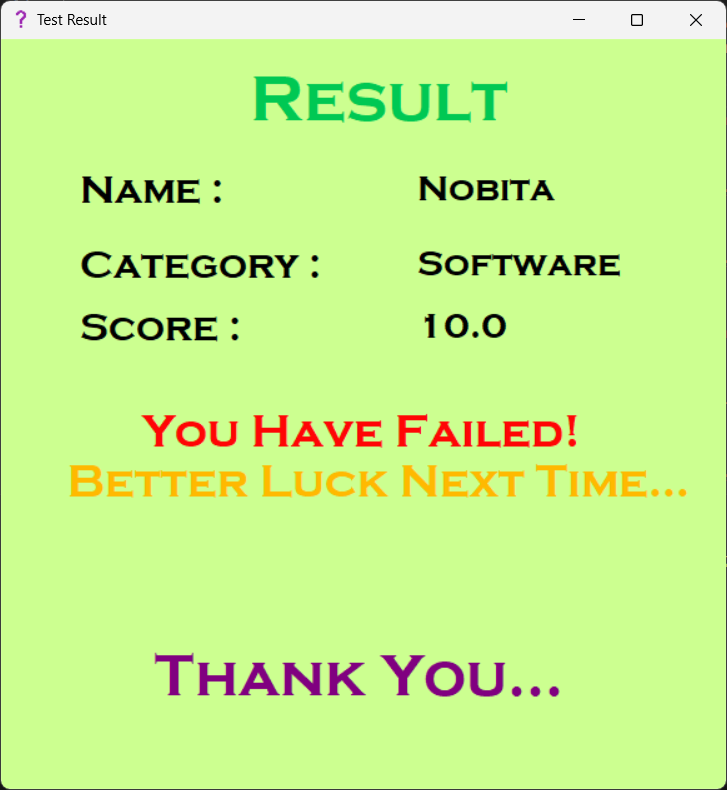 Test Result
Result
Name : Nobita
Category : Software
Score : 10.0
You Have Failed!
Better Luck Next Time...
Thank You...